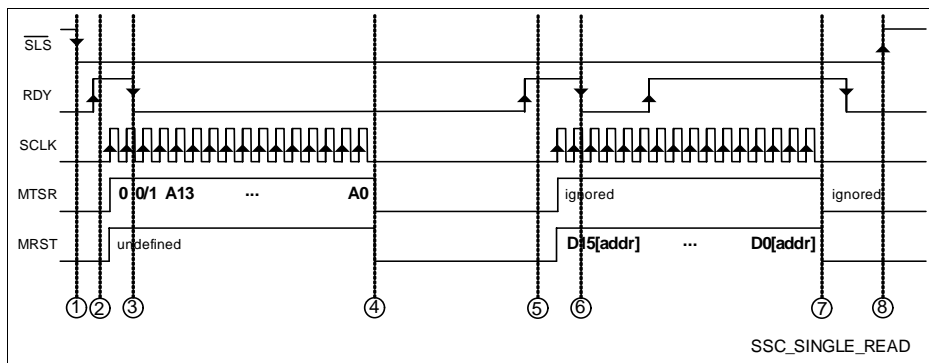 SLS
RDY
SCLK
MTSR 0 0/1 A13 ... A0 ignored ignored
MRST undefined D15[addr] ... D0[addr]
1 2 3 4 5 6 7 8
SSC_SINGLE_READ